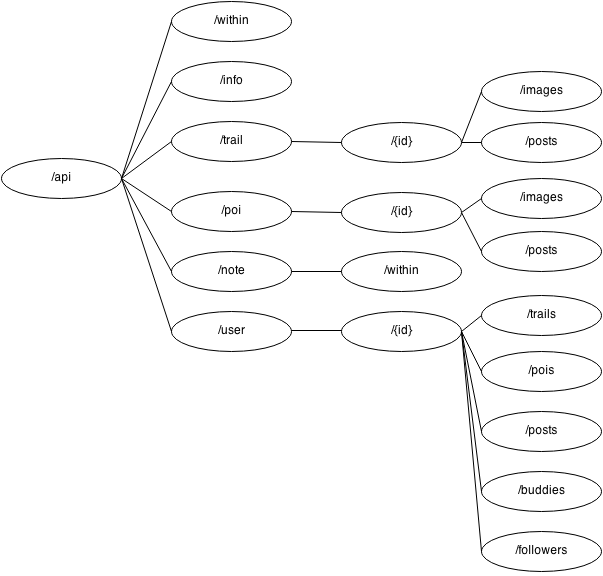 /within
/info
/images
/trail
/{id}
/posts
/api
/images
/poi
/{id}
/posts
/note
/within
/trails
/user
/{id}
/pois
/posts
/buddies
/followers